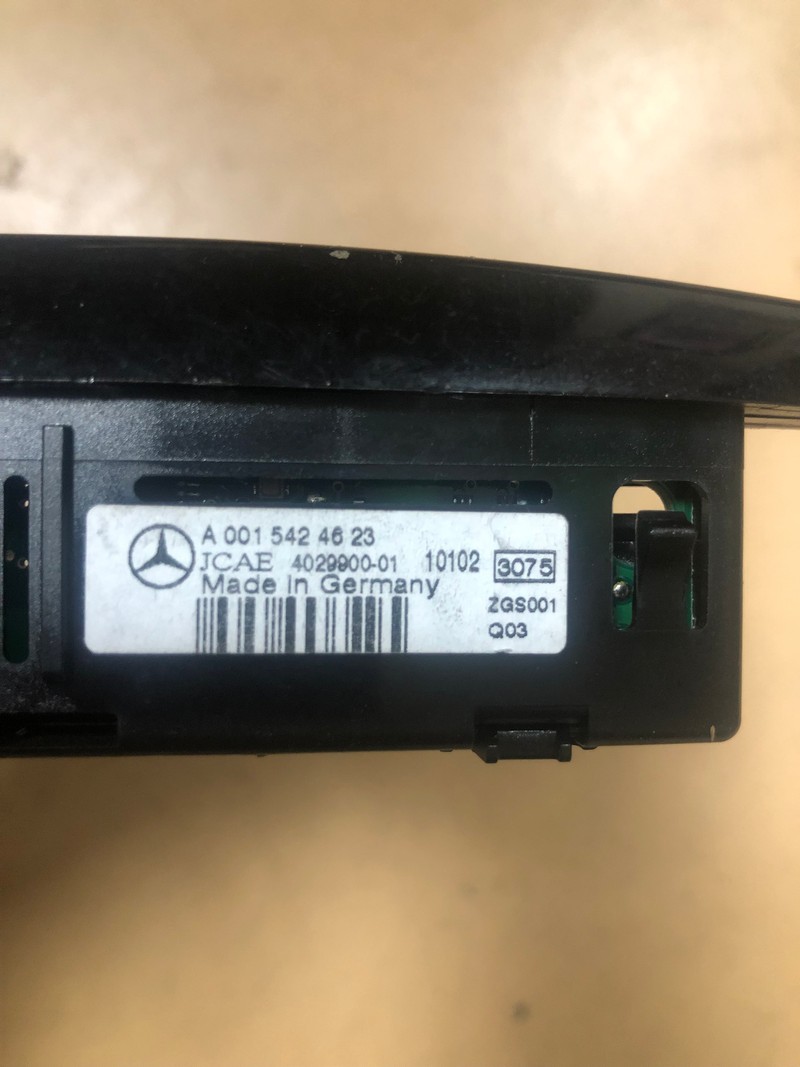 A 001 542 46 23
JCAE 4029900-01 10102 3075
Made in Germany
ZGS001
Q03